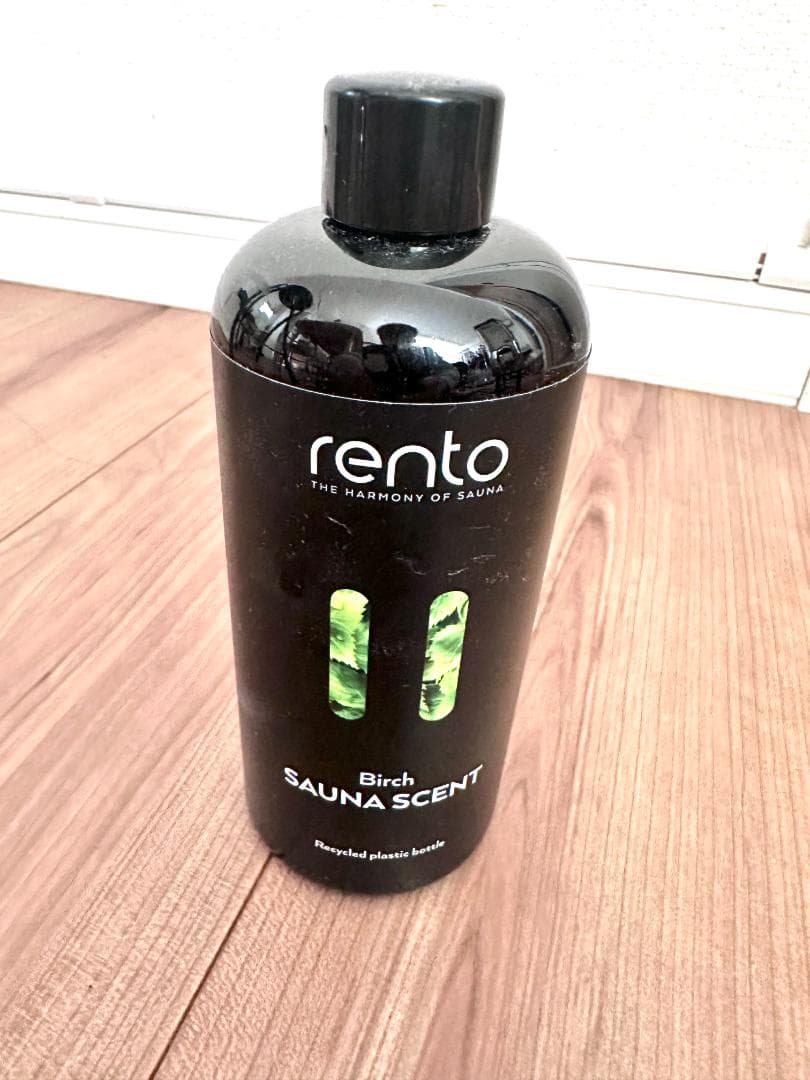 rento
THE HARMONY OF SAUNA
Birch
SAUNA SCENT
Recycled plastic bottle